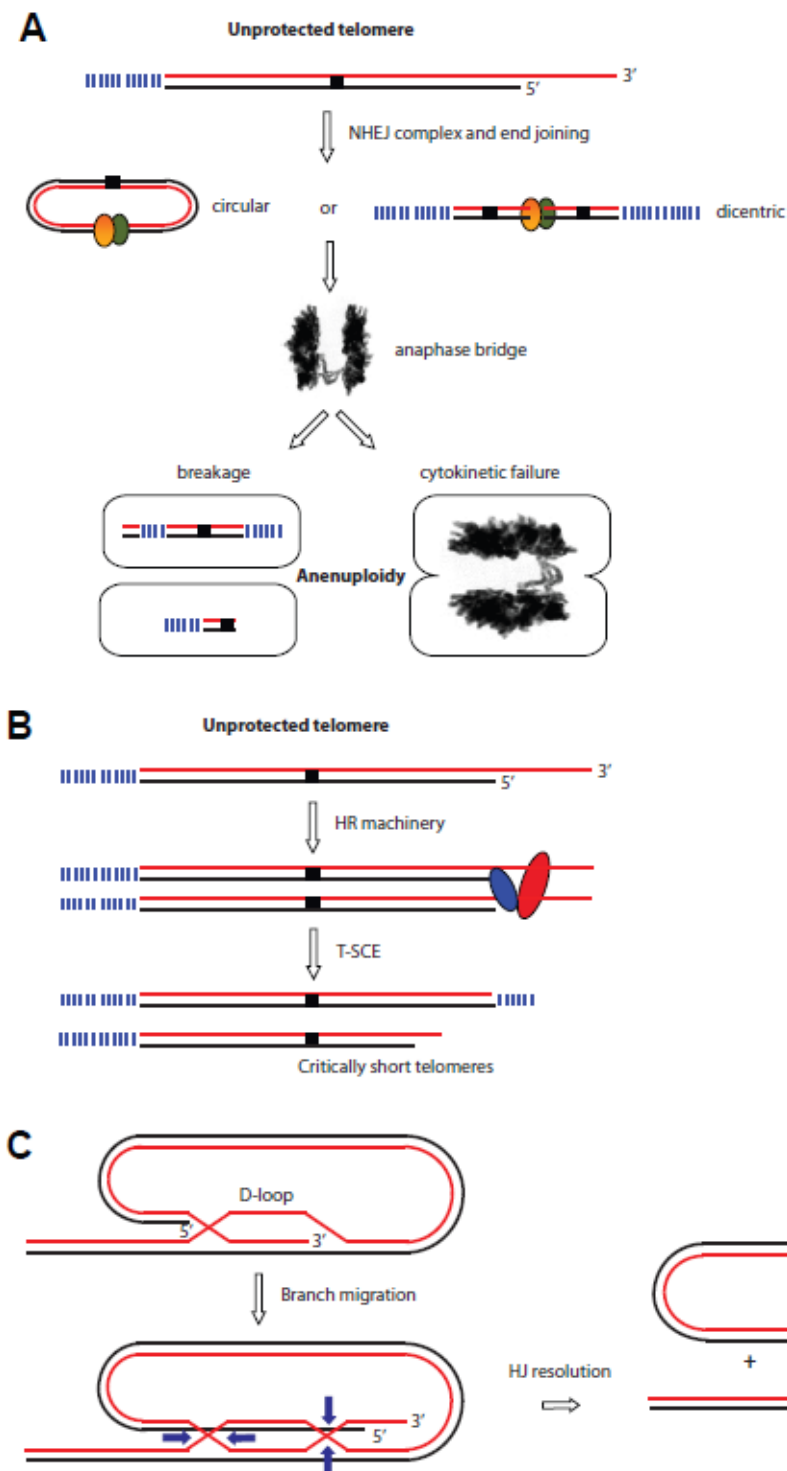 A
Unprotected telomere
3'
5'
NHEJ complex and end joining
circular
or
dicentric
anaphase bridge
breakage
cytokinetic failure
Anenuploidy
B
Unprotected telomere
3'
5'
HR machinery
T-SCE
Critically short telomeres
C
D-loop
5'
3'
Branch migration
HJ resolution
+
3'
5'